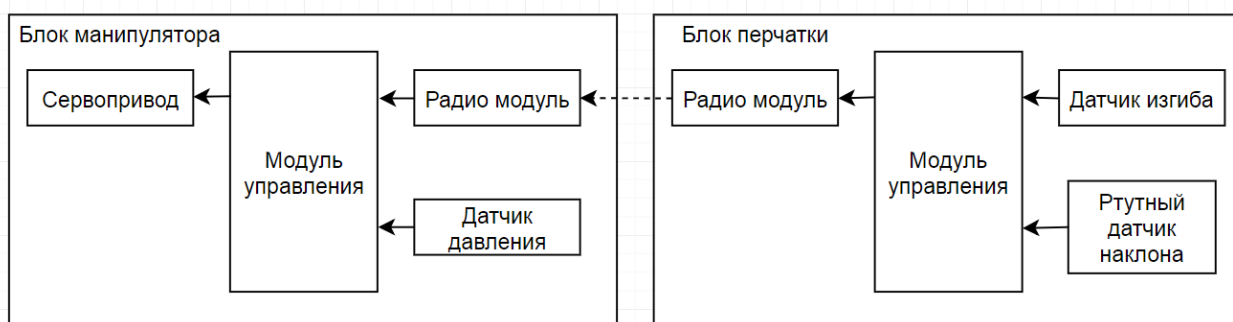 Блок манипулятора
Сервопривод
Модуль
управления
Радио модуль
Датчик
давления
Блок перчатки
Радио модуль
Модуль
управления
Датчик изгиба
Ртутный
датчик
наклона